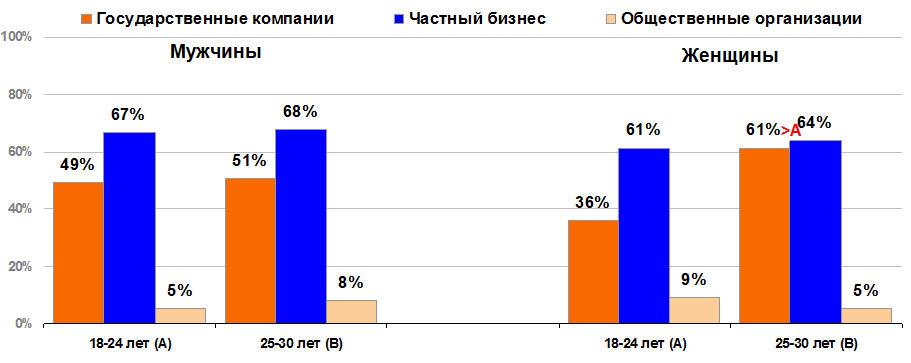 Государственные компании Частный бизнес Общественные организации
100%
Мужчины Женщины
80%
67% 68% 61% 61%>A 64%
60%
49% 51%
40%
36%
20%
5% 8% 9% 5%
0%
18-24 лет (A) 25-30 лет (B) 18-24 лет (A) 25-30 лет (B)